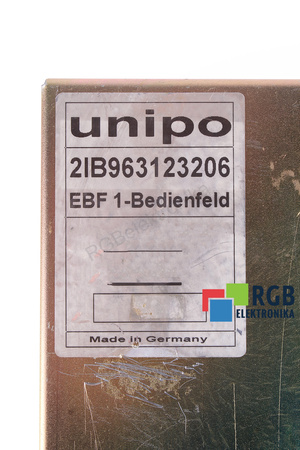 unipo
2IB963123206
EBF 1-Bedienfeld
RGB
ELEKTRONIKA
Made in Germany